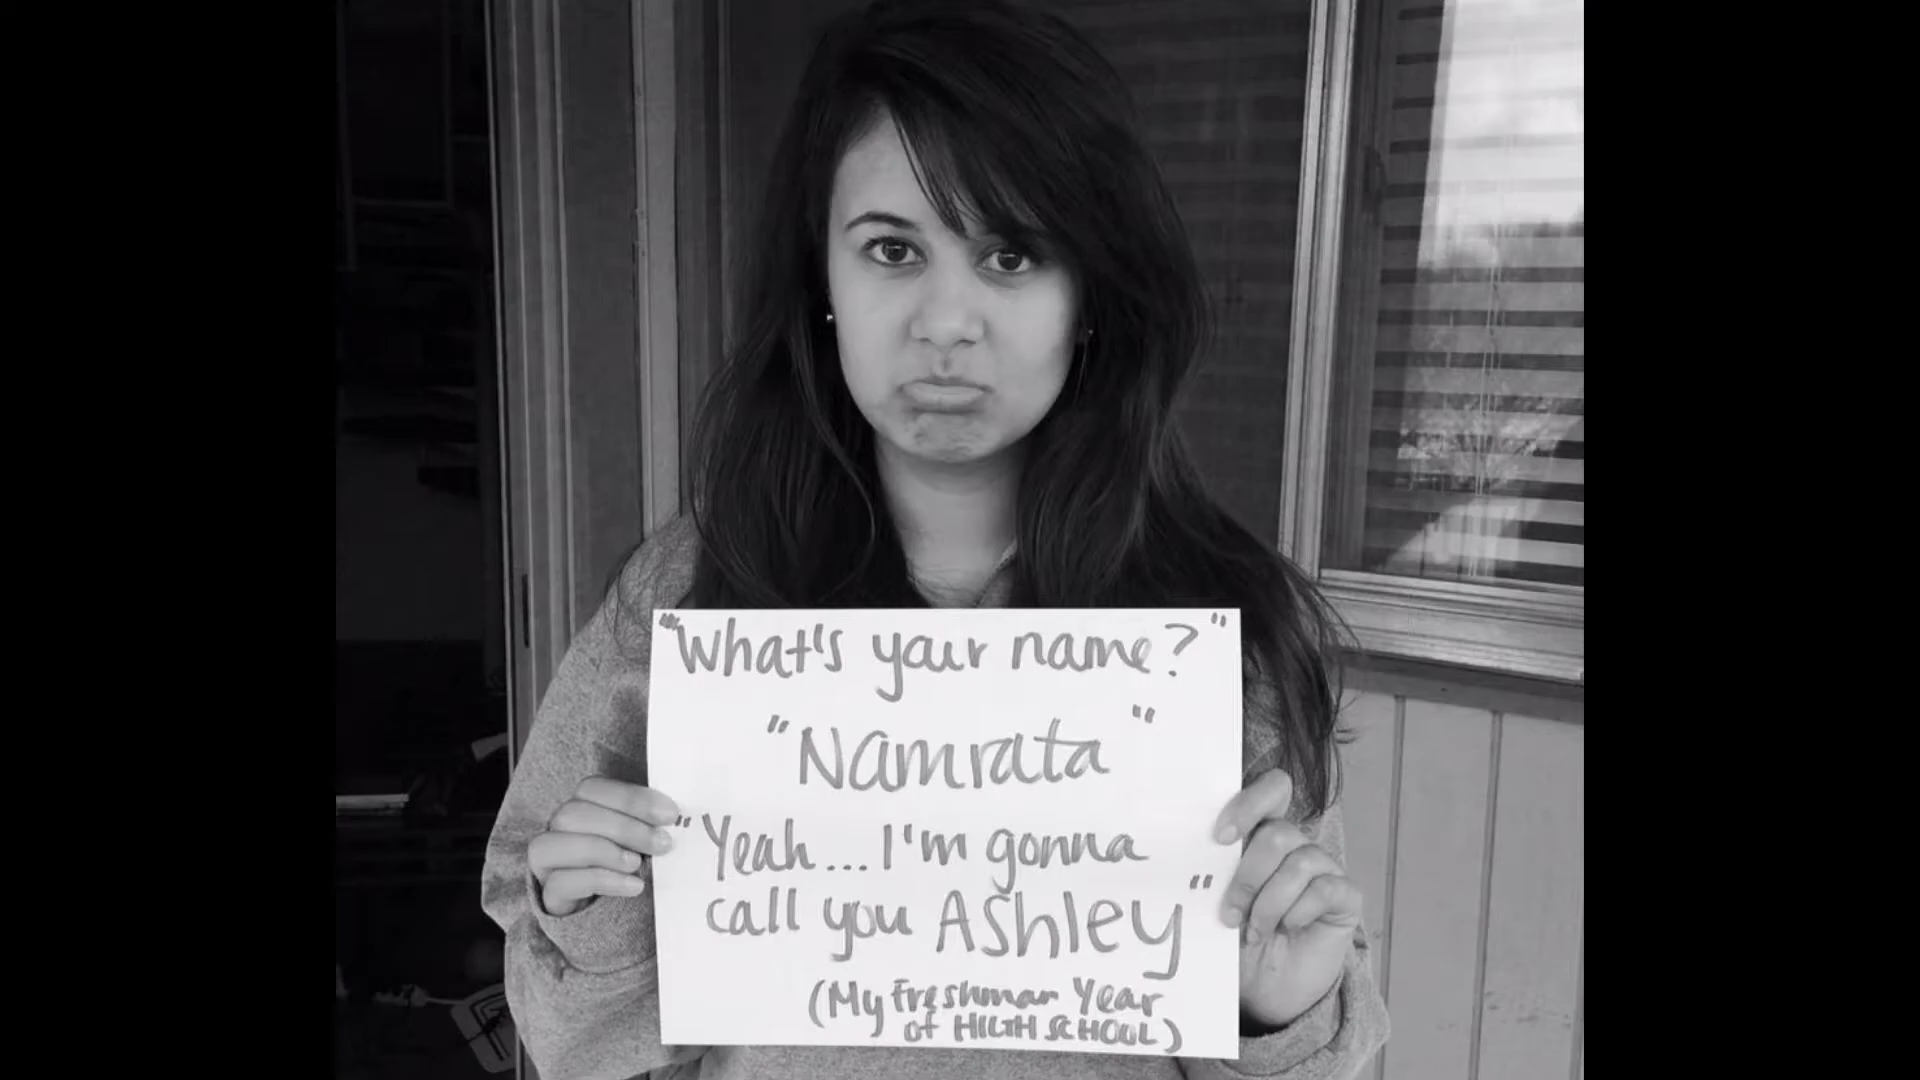 "What's your name?"
"Namrata"
"Yeah... I'm gonna
call you Ashley"
(My Freshman Year
of HIGH SCHOOL)